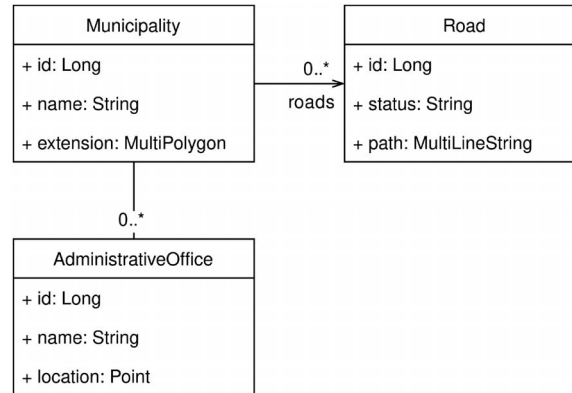 Municipality
+ id: Long
+ name: String
+ extension: MultiPolygon
0..*
roads
Road
+ id: Long
+ status: String
+ path: MultiLineString
0..*
AdministrativeOffice
+ id: Long
+ name: String
+ location: Point